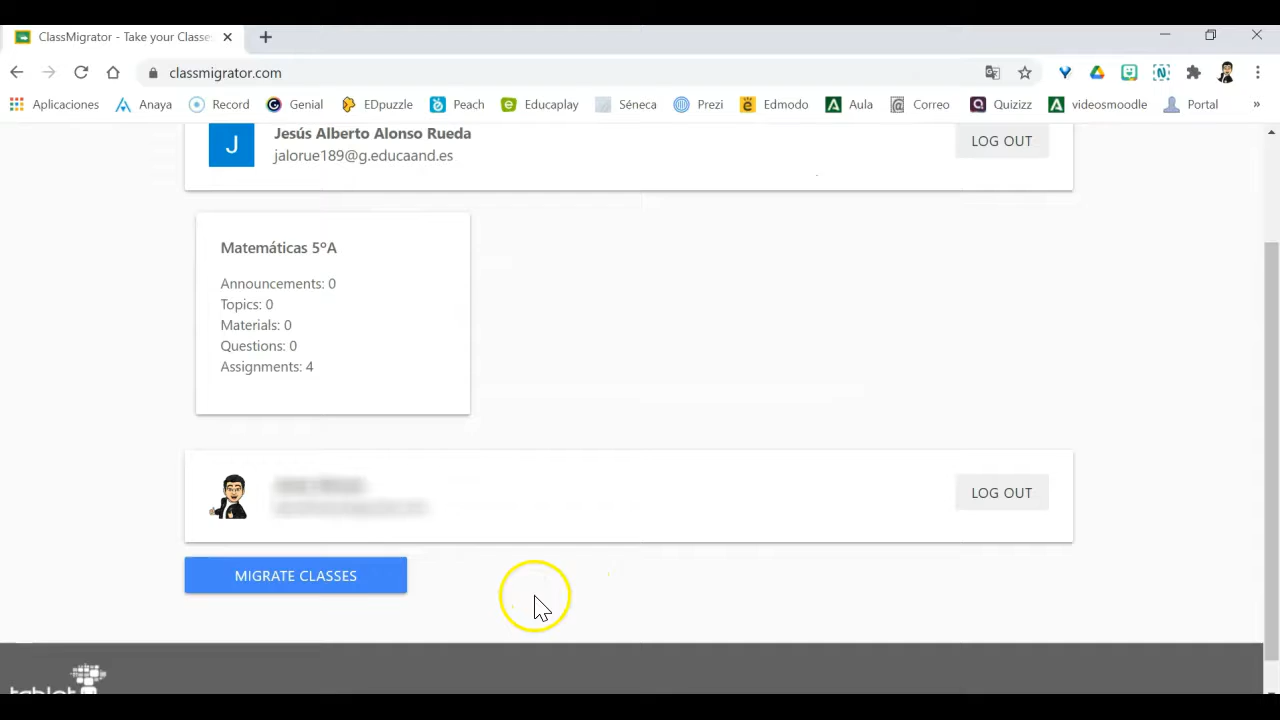 ClassMigrator - Take your Classes
classmigrator.com
Aplicaciones Anaya Record Genial EDpuzzle Peach Educaplay Séneca Prezi Edmodo Aula Correo Quizizz videosmoodle Portal »
Jesús Alberto Alonso Rueda
J
LOG OUT
jalorue189@g.educaand.es
Matemáticas 5ºA
Announcements: 0
Topics: 0
Materials: 0
Questions: 0
Assignments: 4
LOG OUT
MIGRATE CLASSES